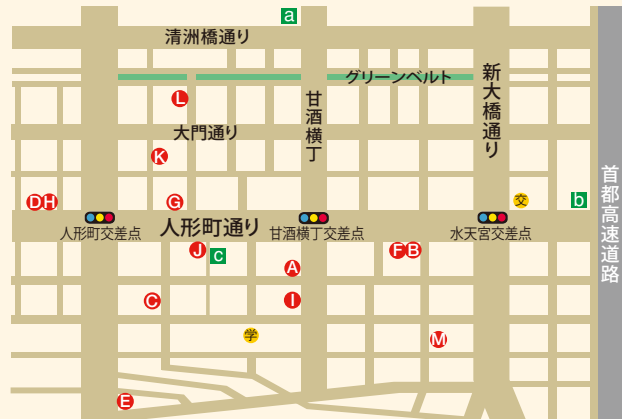 a
清洲橋通り
グリーンベルト
新大橋通り
L
甘酒横丁
大門通り
K
首都高速道路
D H
G
交
b
人形町通り
人形町交差点
甘酒横丁交差点
水天宮交差点
J
c
F B
A
C
I
学
M
E